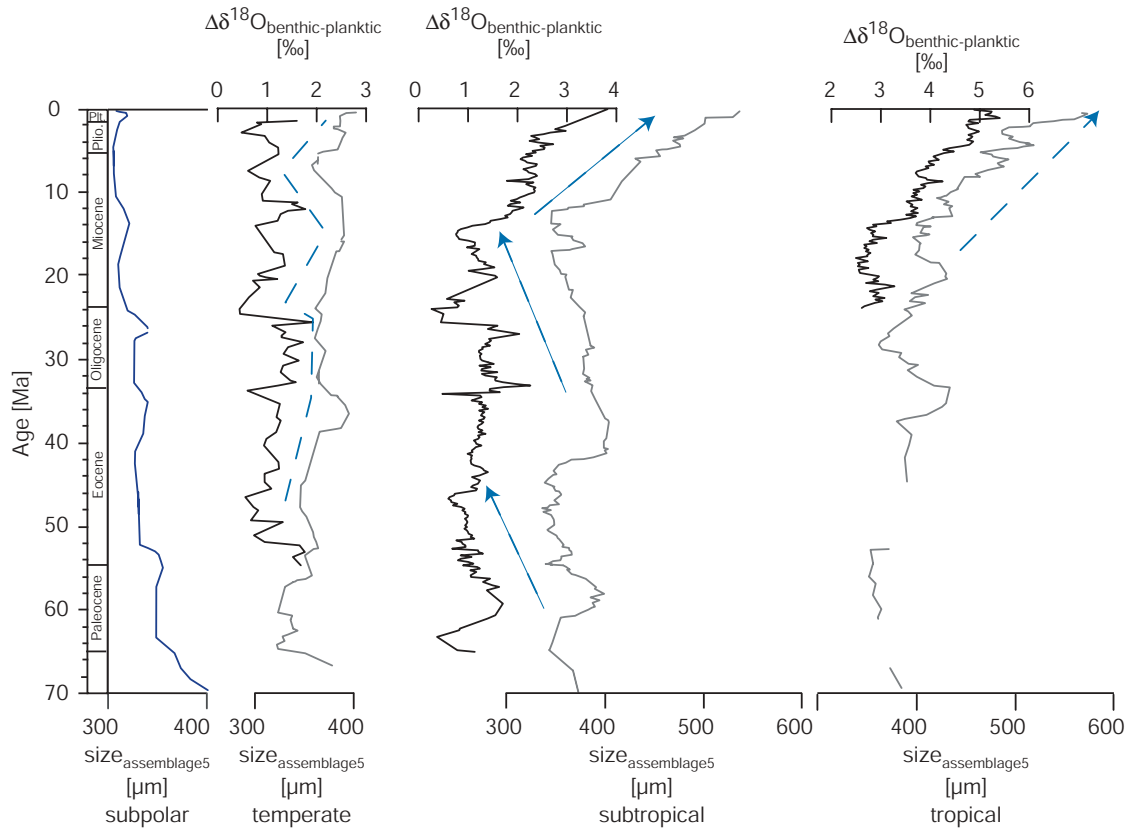 Δδ18Obenthic-planktic
[‰]
0 1 2 3
Δδ18Obenthic-planktic
[‰]
0 1 2 3 4
Δδ18Obenthic-planktic
[‰]
2 3 4 5 6
Age [Ma]
0
10
20
30
40
50
60
70
Plt.
Plio.
Miocene
Oligocene
Eocene
Paleocene
300 400
sizeassemblage5
[µm]
subpolar
300 400
sizeassemblage5
[µm]
temperate
300 400 500 600
sizeassemblage5
[µm]
subtropical
400 500 600
sizeassemblage5
[µm]
tropical